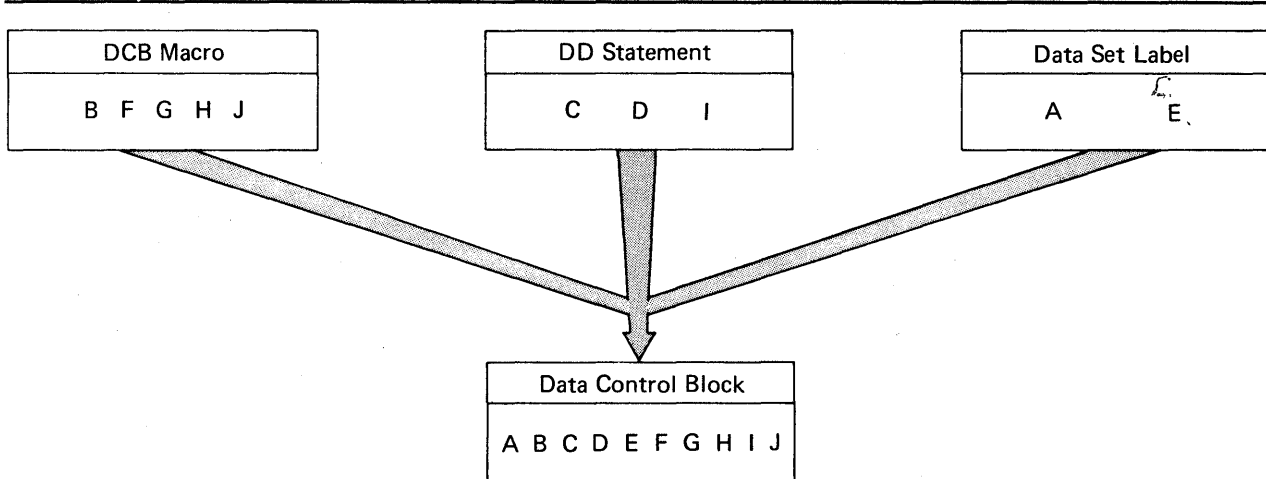 DCB Macro
B F G H J
DD Statement
C D I
Data Set Label
A E
Data Control Block
A B C D E F G H I J